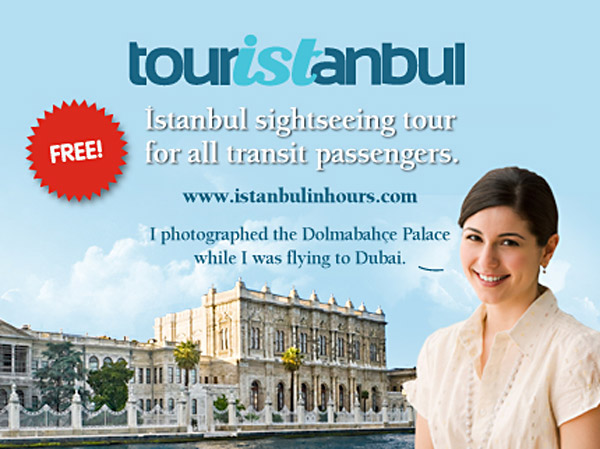 touristanbul
İstanbul sightseeing tour
FREE!
for all transit passengers.
www.istanbulinhours.com
I photographed the Dolmabahçe Palace
while I was flying to Dubai.